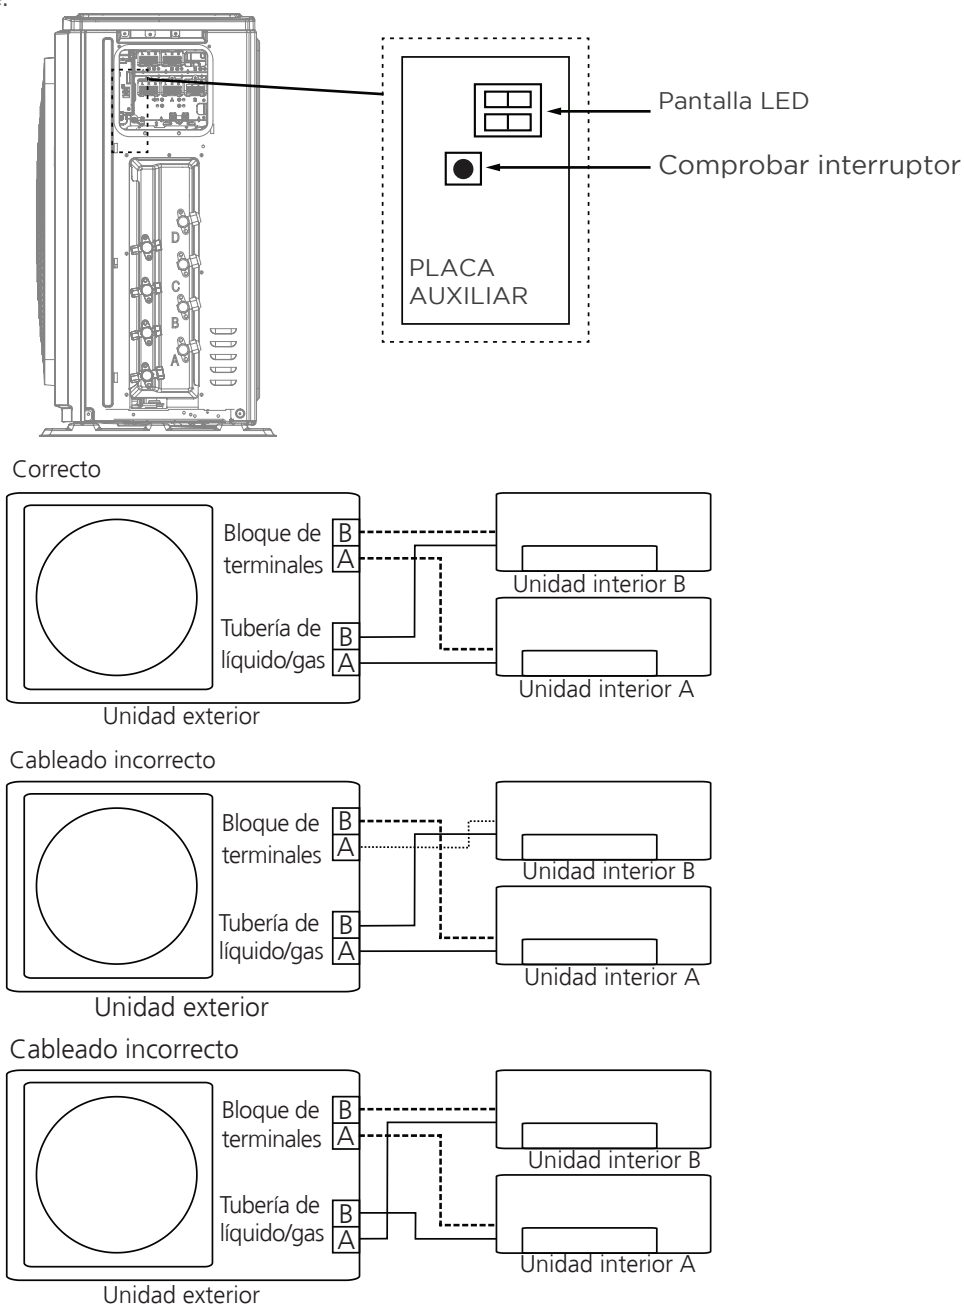 e.
Pantalla LED
Comprobar interruptor
PLACA
AUXILIAR
D
C
B
A
A
B
Correcto
Bloque de
terminales
B
A
Tubería de
líquido/gas
B
A
Unidad interior B
Unidad interior A
Unidad exterior
Cableado incorrecto
Bloque de
terminales
B
A
Tubería de
líquido/gas
B
A
Unidad interior B
Unidad interior A
Unidad exterior
Cableado incorrecto
Bloque de
terminales
B
A
Tubería de
líquido/gas
B
A
Unidad interior B
Unidad interior A
Unidad exterior